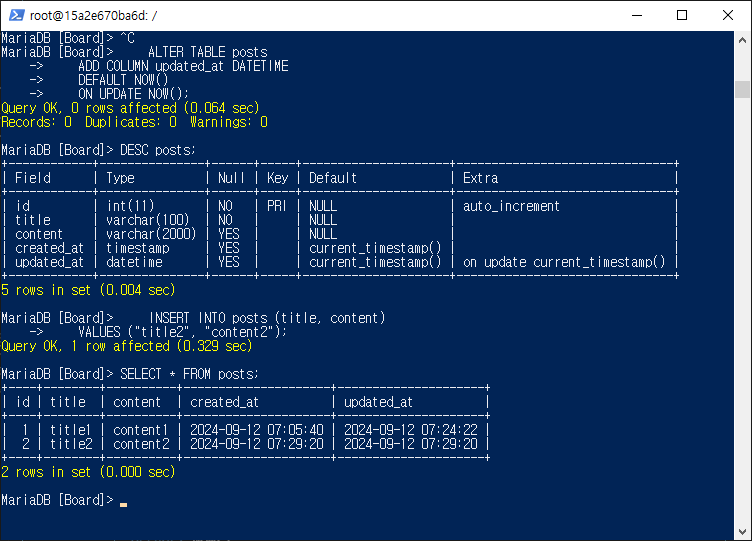 root@15a2e670ba6d: /
MariaDB [Board]> ^C
MariaDB [Board]>     ALTER TABLE posts
    ->     ADD COLUMN updated_at DATETIME
    ->     DEFAULT NOW()
    ->     ON UPDATE NOW();
Query OK, 0 rows affected (0.064 sec)
Records: 0  Duplicates: 0  Warnings: 0
MariaDB [Board]> DESC posts;
+------------+---------------+------+-----+---------------------+-------------------------------+
| Field      | Type          | Null | Key | Default             | Extra                         |
+------------+---------------+------+-----+---------------------+-------------------------------+
| id         | int(11)       | NO   | PRI | NULL                | auto_increment                |
| title      | varchar(100)  | NO   |     | NULL                |                               |
| content    | varchar(2000) | YES  |     | NULL                |                               |
| created_at | timestamp     | YES  |     | current_timestamp() |                               |
| updated_at | datetime      | YES  |     | current_timestamp() | on update current_timestamp() |
+------------+---------------+------+-----+---------------------+-------------------------------+
5 rows in set (0.004 sec)
MariaDB [Board]>     INSERT INTO posts (title, content)
    ->     VALUES ("title2", "content2");
Query OK, 1 row affected (0.329 sec)
MariaDB [Board]> SELECT * FROM posts;
+----+--------+----------+---------------------+---------------------+
| id | title  | content  | created_at          | updated_at          |
+----+--------+----------+---------------------+---------------------+
|  1 | title1 | content1 | 2024-09-12 07:05:40 | 2024-09-12 07:24:22 |
|  2 | title2 | content2 | 2024-09-12 07:29:20 | 2024-09-12 07:29:20 |
+----+--------+----------+---------------------+---------------------+
2 rows in set (0.000 sec)
MariaDB [Board]>